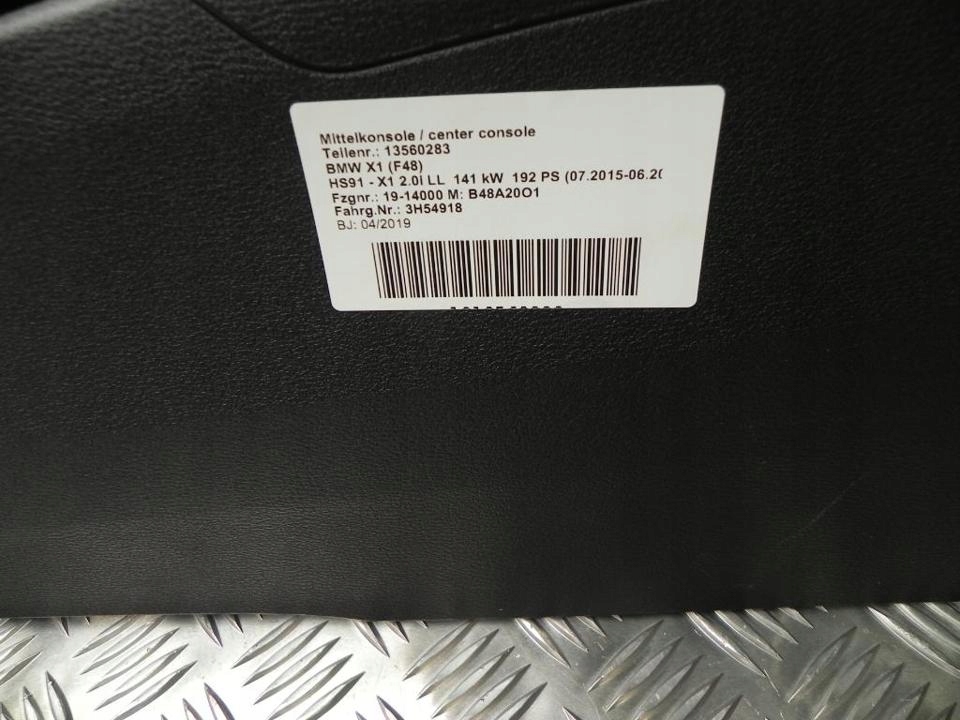 Mittelkonsole / center console
Teilenr.: 13560283
BMW X1 (F48)
HS91 - X1 2.0i LL 141 kW 192 PS (07.2015-06.20
Fzgnr.: 19-14000 M: B48A20O1
Fahrg.Nr.: 3H54918
BJ: 04/2019